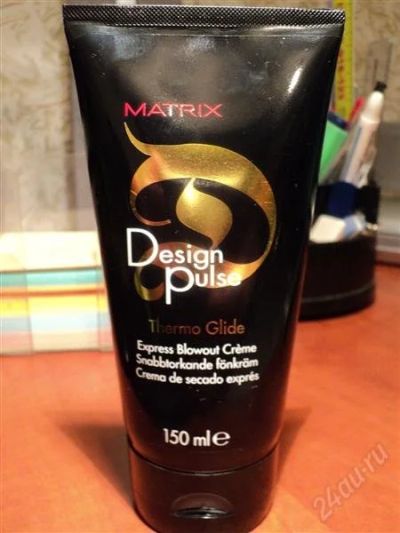 MATRIX
Design
pulse
Thermo Glide
Express Blowout Crème
Snabbtorkande fönkräm
Crema de secado exprés
150 ml e
24au.ru